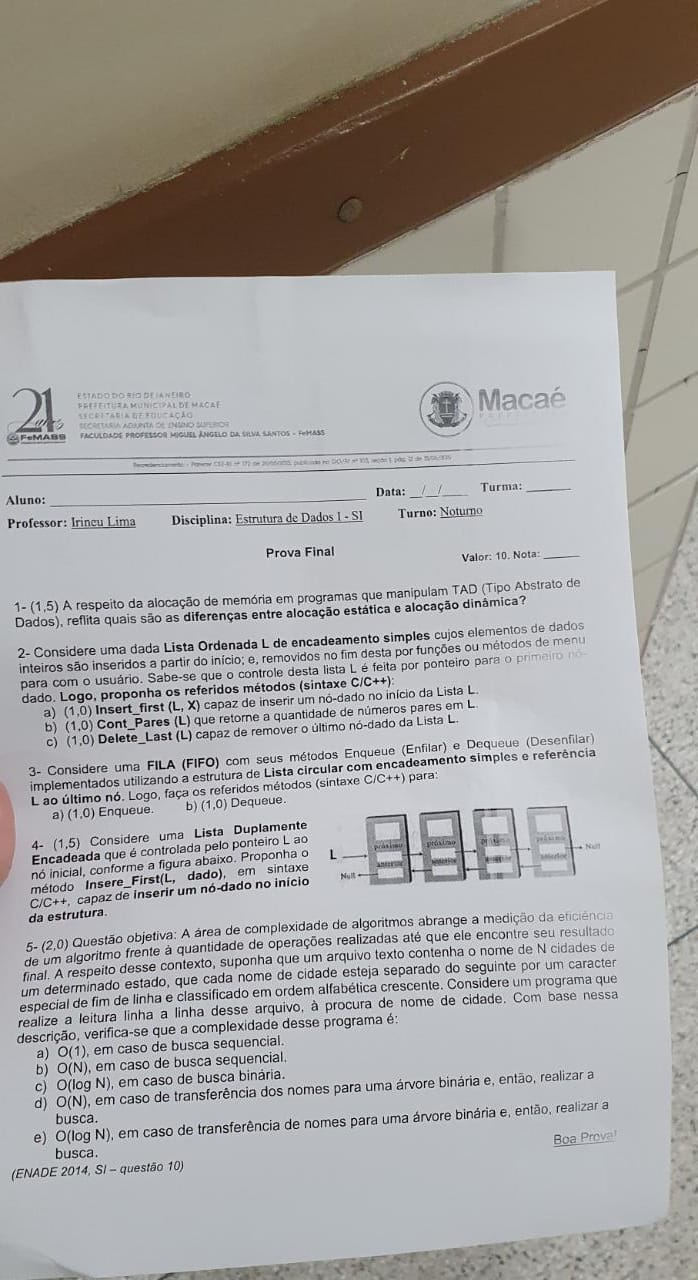 21
anos
FeMASS
ESTADO DO RIO DE JANEIRO
PREFEITURA MUNICIPAL DE MACAÉ
SECRETARIA DE EDUCAÇÃO
SECRETARIA ADJUNTA DE ENSINO SUPERIOR
FACULDADE PROFESSOR MIGUEL ÂNGELO DA SILVA SANTOS - FeMASS
Macaé
PREFEITURA
Aluno: Data: __/__/____ Turma: ______
Professor: Irineu Lima Disciplina: Estrutura de Dados I - SI Turno: Noturno
Prova Final
Valor: 10. Nota: _____
1- (1,5) A respeito da alocação de memória em programas que manipulam TAD (Tipo Abstrato de
Dados), reflita quais são as diferenças entre alocação estática e alocação dinâmica?
2- Considere uma dada Lista Ordenada L de encadeamento simples cujos elementos de dados
inteiros são inseridos a partir do início; e, removidos no fim desta por funções ou métodos de menu
para com o usuário. Sabe-se que o controle desta lista L é feita por ponteiro para o primeiro nó-
dado. Logo, proponha os referidos métodos (sintaxe C/C++):
a) (1,0) Insert_first (L, X) capaz de inserir um nó-dado no início da Lista L.
b) (1,0) Cont_Pares (L) que retorne a quantidade de números pares em L.
c) (1,0) Delete_Last (L) capaz de remover o último nó-dado da Lista L.
3- Considere uma FILA (FIFO) com seus métodos Enqueue (Enfilar) e Dequeue (Desenfilar)
implementados utilizando a estrutura de Lista circular com encadeamento simples e referência
L ao último nó. Logo, faça os referidos métodos (sintaxe C/C++) para:
a) (1,0) Enqueue. b) (1,0) Dequeue.
4- (1,5) Considere uma Lista Duplamente
Encadeada que é controlada pelo ponteiro L ao
nó inicial, conforme a figura abaixo. Proponha o
método Insere_First(L, dado), em sintaxe
C/C++, capaz de inserir um nó-dado no início
da estrutura.
L
próximo próximo próximo próximo
anterior anterior anterior anterior
Null
Null
5- (2,0) Questão objetiva: A área de complexidade de algoritmos abrange a medição da eficiência
de um algoritmo frente à quantidade de operações realizadas até que ele encontre seu resultado
final. A respeito desse contexto, suponha que um arquivo texto contenha o nome de N cidades de
um determinado estado, que cada nome de cidade esteja separado do seguinte por um caracter
especial de fim de linha e classificado em ordem alfabética crescente. Considere um programa que
realize a leitura linha a linha desse arquivo, à procura de nome de cidade. Com base nessa
descrição, verifica-se que a complexidade desse programa é:
a) O(1), em caso de busca sequencial.
b) O(N), em caso de busca sequencial.
c) O(log N), em caso de busca binária.
d) O(N), em caso de transferência dos nomes para uma árvore binária e, então, realizar a
busca.
e) O(log N), em caso de transferência de nomes para uma árvore binária e, então, realizar a
busca.
Boa Prova!
(ENADE 2014, SI – questão 10)